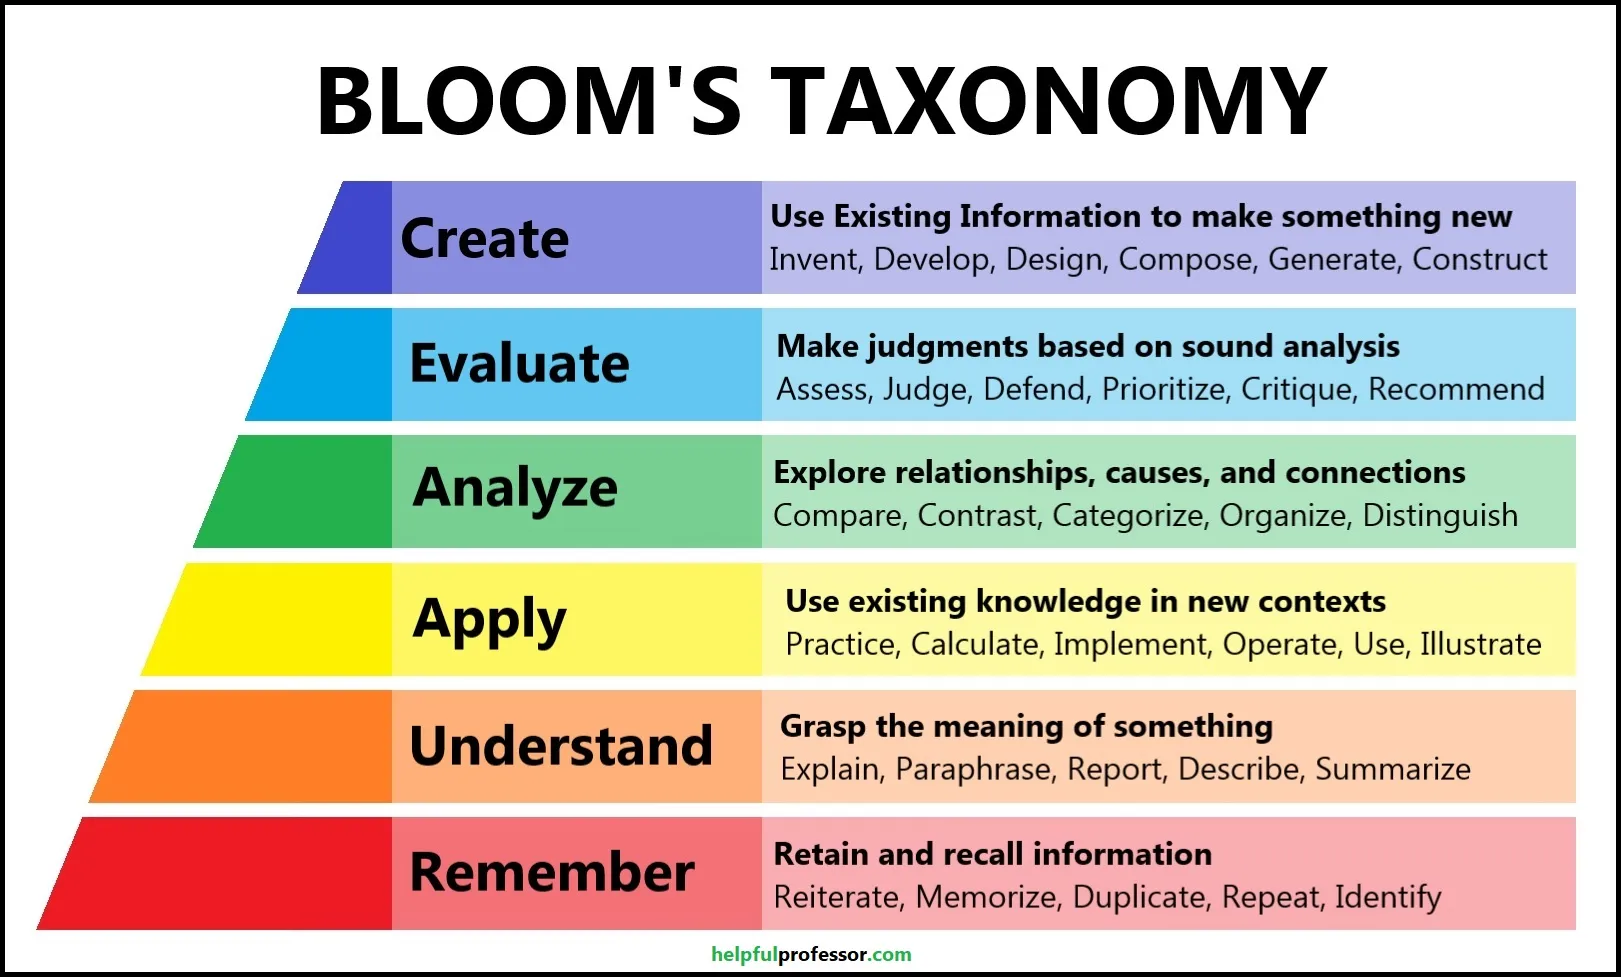 BLOOM'S TAXONOMY
Create
Use Existing Information to make something new
Invent, Develop, Design, Compose, Generate, Construct
Evaluate
Make judgments based on sound analysis
Assess, Judge, Defend, Prioritize, Critique, Recommend
Analyze
Explore relationships, causes, and connections
Compare, Contrast, Categorize, Organize, Distinguish
Apply
Use existing knowledge in new contexts
Practice, Calculate, Implement, Operate, Use, Illustrate
Understand
Grasp the meaning of something
Explain, Paraphrase, Report, Describe, Summarize
Remember
Retain and recall information
Reiterate, Memorize, Duplicate, Repeat, Identify
helpfulprofessor.com